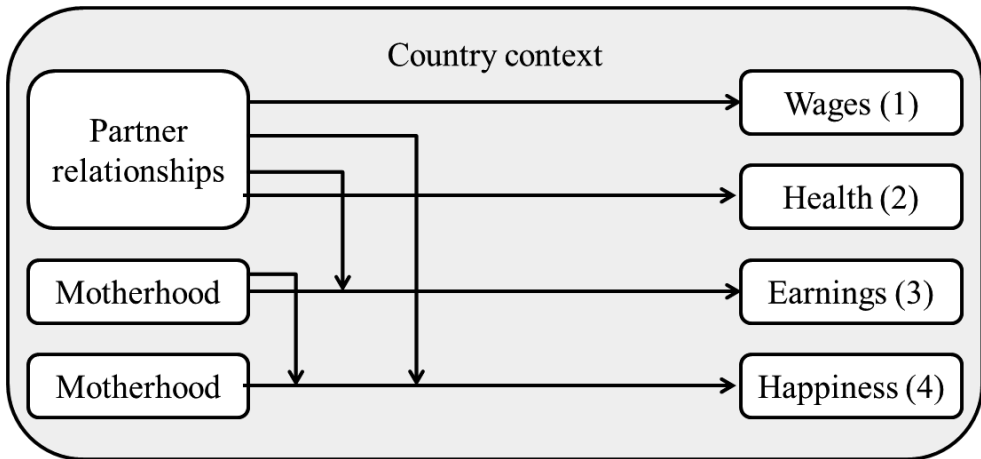 Country context
Partner
relationships
Wages (1)
Health (2)
Motherhood
Earnings (3)
Motherhood
Happiness (4)